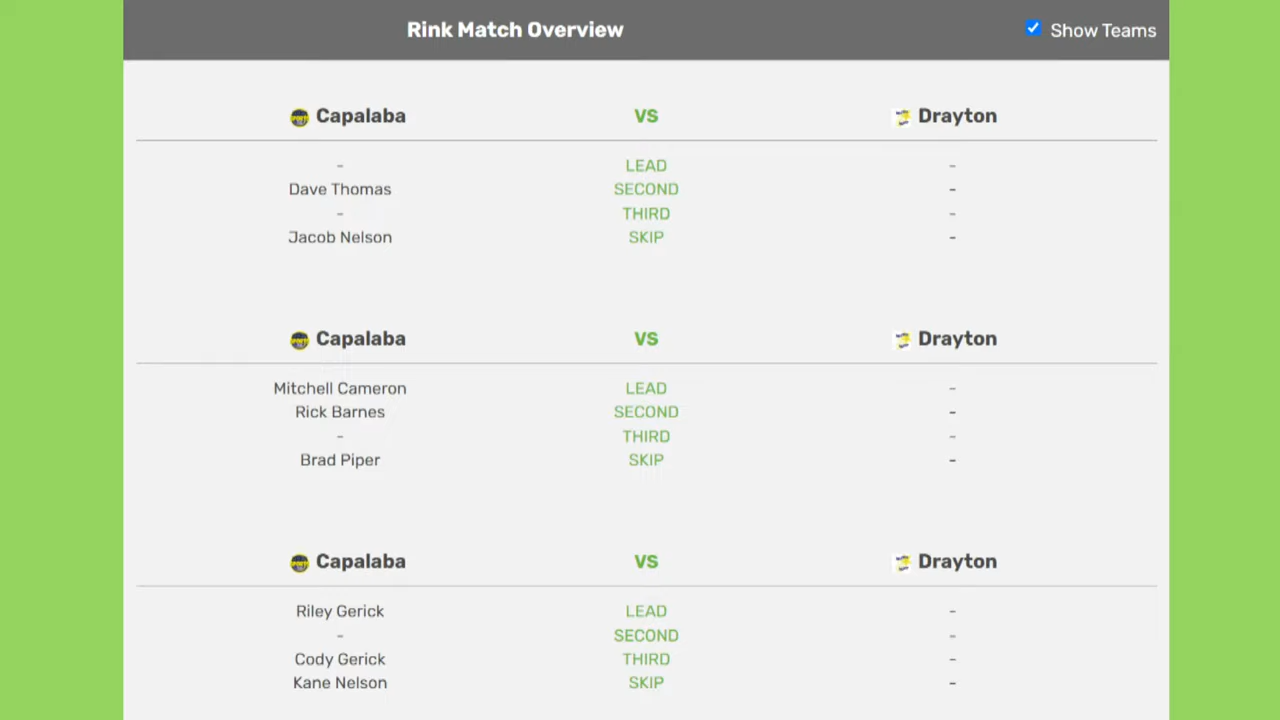 Rink Match Overview Show Teams
Capalaba VS Drayton
- LEAD -
Dave Thomas SECOND -
- THIRD -
Jacob Nelson SKIP -
Capalaba VS Drayton
Mitchell Cameron LEAD -
Rick Barnes SECOND -
- THIRD -
Brad Piper SKIP -
Capalaba VS Drayton
Riley Gerick LEAD -
- SECOND -
Cody Gerick THIRD -
Kane Nelson SKIP -